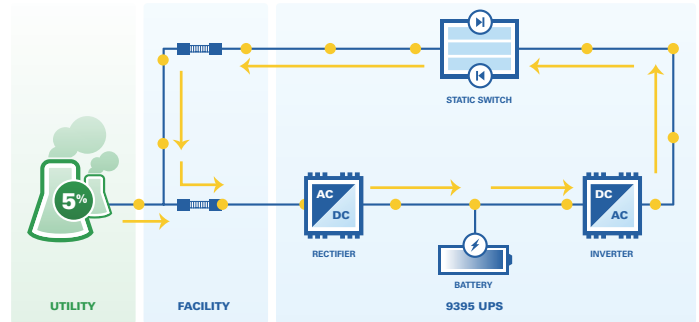 STATIC SWITCH
AC
DC
DC
AC
5%
RECTIFIER
INVERTER
BATTERY
UTILITY
FACILITY
9395 UPS